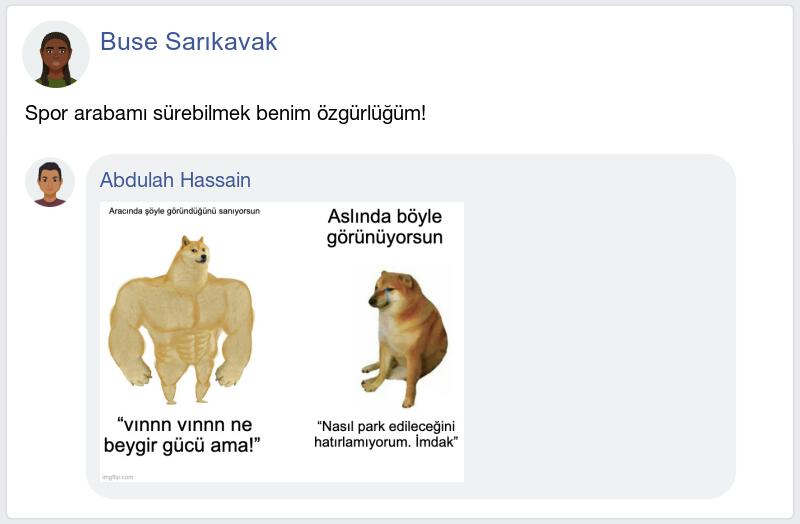 Buse Sarıkavak
Spor arabamı sürebilmek benim özgürlüğüm!
Abdulah Hassain
Aracında şöyle göründüğünü sanıyorsun
Aslında böyle
görünüyorsun
“vınnn vınnn ne
beygir gücü ama!”
“Nasıl park edileceğini
hatırlamıyorum. İmdak”
imgflip.com